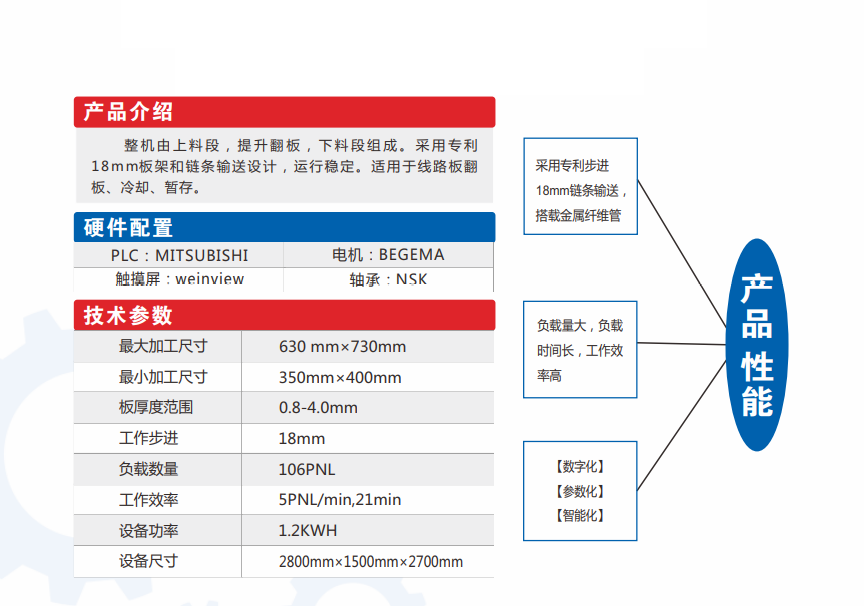 产品介绍
整机由上料段，提升翻板，下料段组成。采用专利
18mm板架和链条输送设计，运行稳定。适用于线路板翻
板、冷却、暂存。
硬件配置
PLC：MITSUBISHI 电机：BEGEMA
触摸屏：weinview 轴承：NSK
技术参数
最大加工尺寸 630 mm×730mm
最小加工尺寸 350mm×400mm
板厚度范围 0.8-4.0mm
工作步进 18mm
负载数量 106PNL
工作效率 5PNL/min,21min
设备功率 1.2KWH
设备尺寸 2800mm×1500mm×2700mm
采用专利步进
18mm链条输送，
搭载金属纤维管
负载量大，负载
时间长，工作效
率高
【数字化】
【参数化】
【智能化】
产品性能